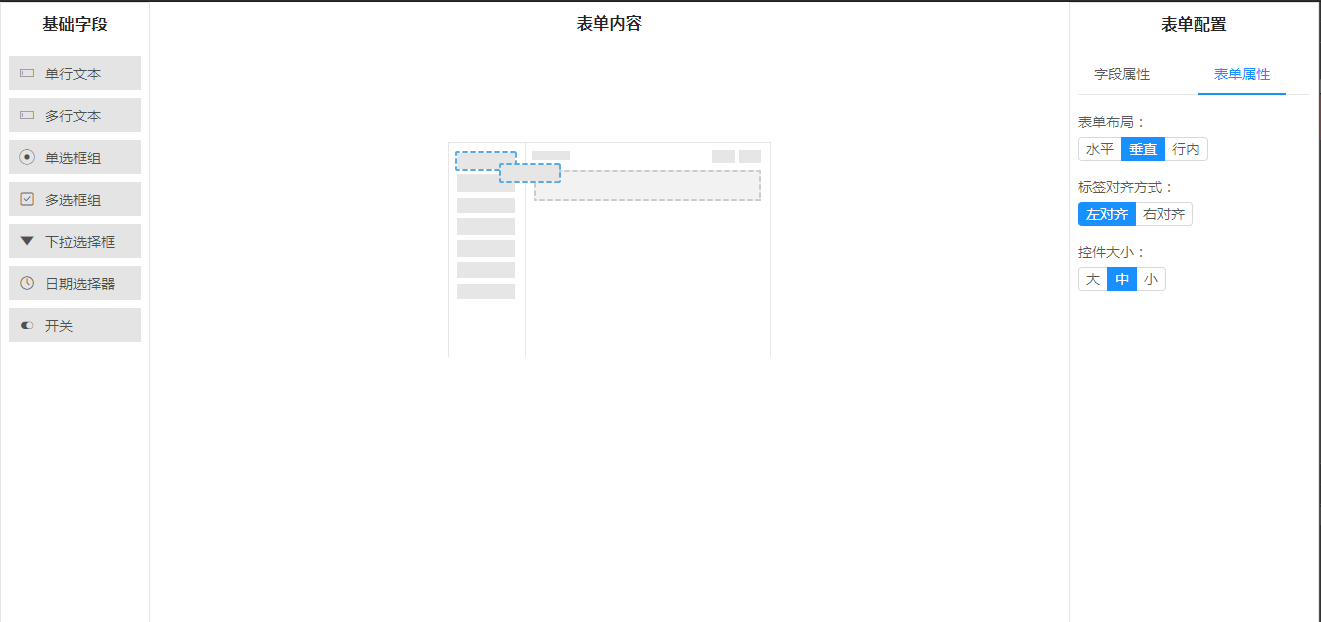 基础字段
单行文本
多行文本
单选框组
多选框组
下拉选择框
日期选择器
开关
表单内容
表单配置
字段属性 表单属性
表单布局：
水平 垂直 行内
标签对齐方式：
左对齐 右对齐
控件大小：
大 中 小